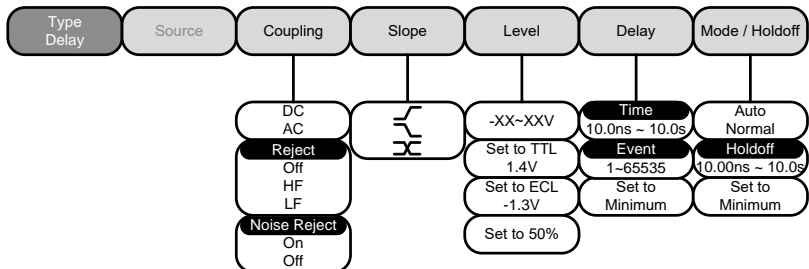 Type
Delay
Source
Coupling
Slope
Level
Delay
Mode / Holdoff
DC
AC
Reject
Off
HF
LF
Noise Reject
On
Off
-XX~XXV
Set to TTL
1.4V
Set to ECL
-1.3V
Set to 50%
Time
10.0ns ~ 10.0s
Event
1~65535
Set to
Minimum
Auto
Normal
Holdoff
10.00ns ~ 10.0s
Set to
Minimum